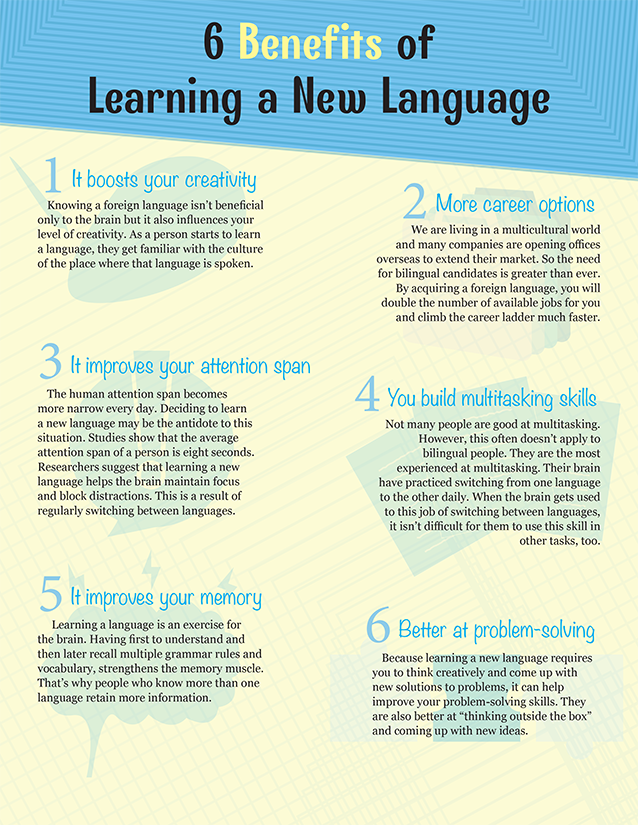 6 Benefits of
Learning a New Language
1 It boosts your creativity
Knowing a foreign language isn't beneficial
only to the brain but it also influences your
level of creativity. As a person starts to learn
a language, they get familiar with the culture
of the place where that language is spoken.
2 More career options
We are living in a multicultural world
and many companies are opening offices
overseas to extend their market. So the need
for bilingual candidates is greater than ever.
By acquiring a foreign language, you will
double the number of available jobs for you
and climb the career ladder much faster.
3 It improves your attention span
The human attention span becomes
more narrow every day. Deciding to learn
a new language may be the antidote to this
situation. Studies show that the average
attention span of a person is eight seconds.
Researchers suggest that learning a new
language helps the brain maintain focus
and block distractions. This is a result of
regularly switching between languages.
4 You build multitasking skills
Not many people are good at multitasking.
However, this often doesn't apply to
bilingual people. They are the most
experienced at multitasking. Their brain
have practiced switching from one language
to the other daily. When the brain gets used
to this job of switching between languages,
it isn't difficult for them to use this skill in
other tasks, too.
5 It improves your memory
Learning a language is an exercise for
the brain. Having first to understand and
then later recall multiple grammar rules and
vocabulary, strengthens the memory muscle.
That's why people who know more than one
language retain more information.
6 Better at problem-solving
Because learning a new language requires
you to think creatively and come up with
new solutions to problems, it can help
improve your problem-solving skills. They
are also better at "thinking outside the box"
and coming up with new ideas.